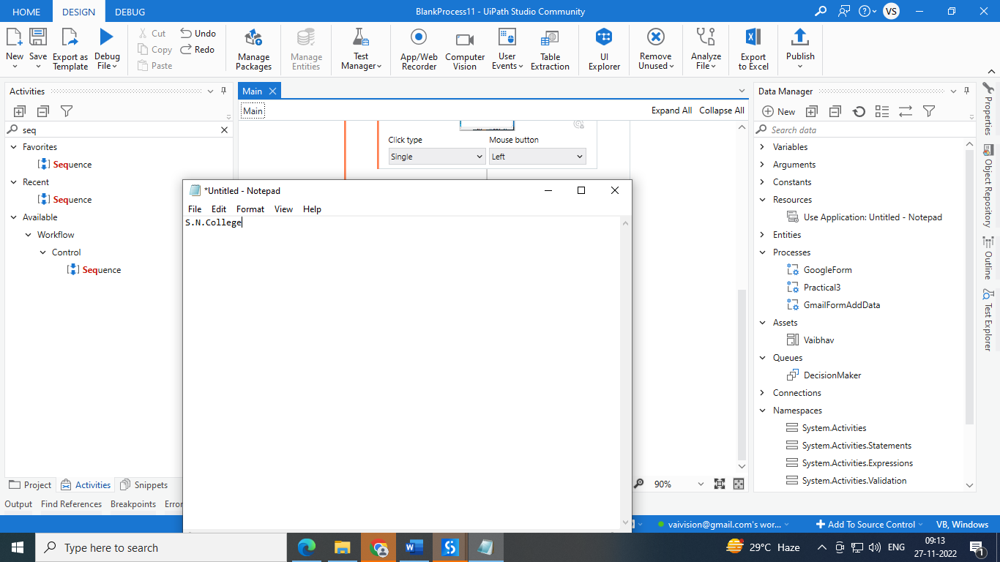 HOME DESIGN DEBUG BlankProcess11 - UiPath Studio Community VS
New Save Export as Template Debug File Cut Copy Paste Undo Redo Manage Packages Manage Entities Test Manager App/Web Recorder Computer Vision User Events Table Extraction UI Explorer Remove Unused Analyze File Export to Excel Publish
Activities
seq
Favorites
Sequence
Recent
Sequence
Available
Workflow
Control
Sequence
Project Activities Snippets
Output Find References Breakpoints Error
Main
Main Expand All Collapse All
Click type Mouse button
Single Left
*Untitled - Notepad
File Edit Format View Help
S.N.College
90%
Data Manager
New
Search data
Variables
Arguments
Constants
Resources
Use Application: Untitled - Notepad
Entities
Processes
GoogleForm
Practical3
GmailFormAddData
Assets
Vaibhav
Queues
DecisionMaker
Connections
Namespaces
System.Activities
System.Activities.Statements
System.Activities.Expressions
System.Activities.Validation
Properties
Object Repository
Outline
Test Explorer
vaivision@gmail.com's wor... Add To Source Control VB, Windows
Type here to search 29°C Haze ENG 09:13
27-11-2022 1